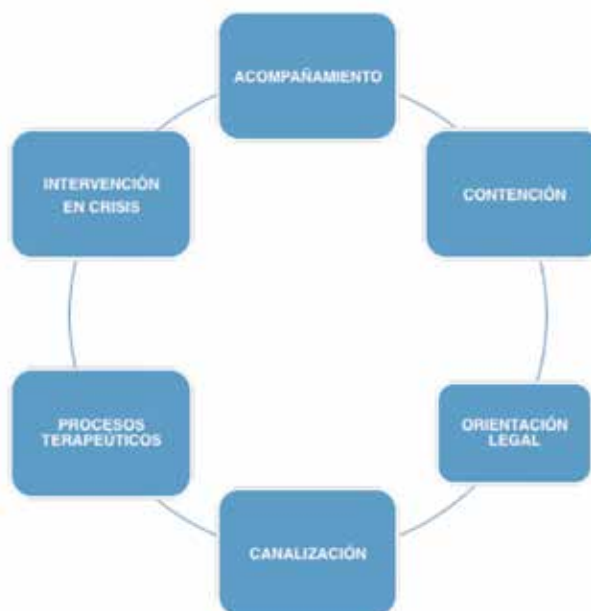 ACOMPAÑAMIENTO
CONTENCIÓN
ORIENTACIÓN
LEGAL
CANALIZACIÓN
PROCESOS
TERAPEÚTICOS
INTERVENCIÓN
EN CRISIS